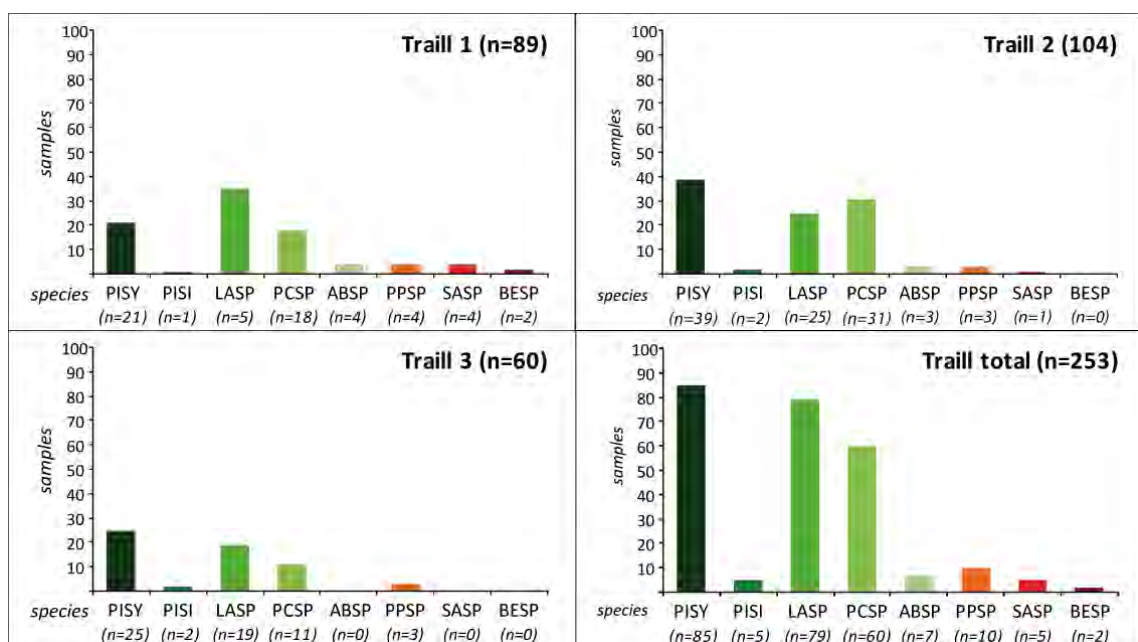 Traill 1 (n=89)
samples
100
90
80
70
60
50
40
30
20
10
species PISY PISI LASP PCSP ABSP PPSP SASP BESP
(n=21) (n=1) (n=5) (n=18) (n=4) (n=4) (n=4) (n=2)
Traill 2 (104)
samples
100
90
80
70
60
50
40
30
20
10
species PISY PISI LASP PCSP ABSP PPSP SASP BESP
(n=39) (n=2) (n=25) (n=31) (n=3) (n=3) (n=1) (n=0)
Traill 3 (n=60)
samples
100
90
80
70
60
50
40
30
20
10
species PISY PISI LASP PCSP ABSP PPSP SASP BESP
(n=25) (n=2) (n=19) (n=11) (n=0) (n=3) (n=0) (n=0)
Traill total (n=253)
samples
100
90
80
70
60
50
40
30
20
10
species PISY PISI LASP PCSP ABSP PPSP SASP BESP
(n=85) (n=5) (n=79) (n=60) (n=7) (n=10) (n=5) (n=2)